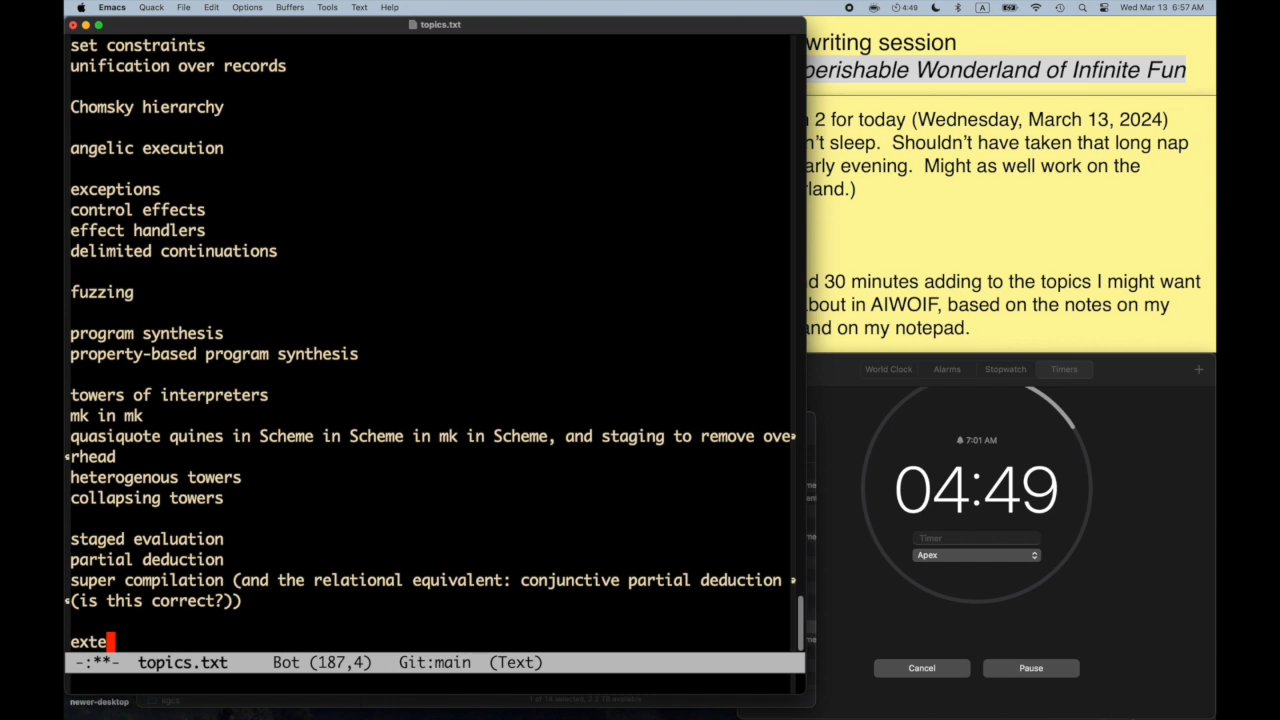 Emacs Quack File Edit Options Buffers Tools Text Help
4:49 A Wed Mar 13 6:57 AM
topics.txt
set constraints
unification over records
Chomsky hierarchy
angelic execution
exceptions
control effects
effect handlers
delimited continuations
fuzzing
program synthesis
property-based program synthesis
towers of interpreters
mk in mk
quasiquote quines in Scheme in Scheme in mk in Scheme, and staging to remove ove
rhead
heterogenous towers
collapsing towers
staged evaluation
partial deduction
super compilation (and the relational equivalent: conjunctive partial deduction
(is this correct?))
exte
-:**- topics.txt Bot (187,4) Git:main (Text)
newer-desktop
writing session
perishable Wonderland of Infinite Fun
2 for today (Wednesday, March 13, 2024)
n't sleep. Shouldn't have taken that long nap
arly evening. Might as well work on the
land.)
d 30 minutes adding to the topics I might want
bout in AIWOIF, based on the notes on my
and on my notepad.
World Clock Alarms Stopwatch Timers +
7:01 AM
04:49
Timer
Apex
Cancel Pause